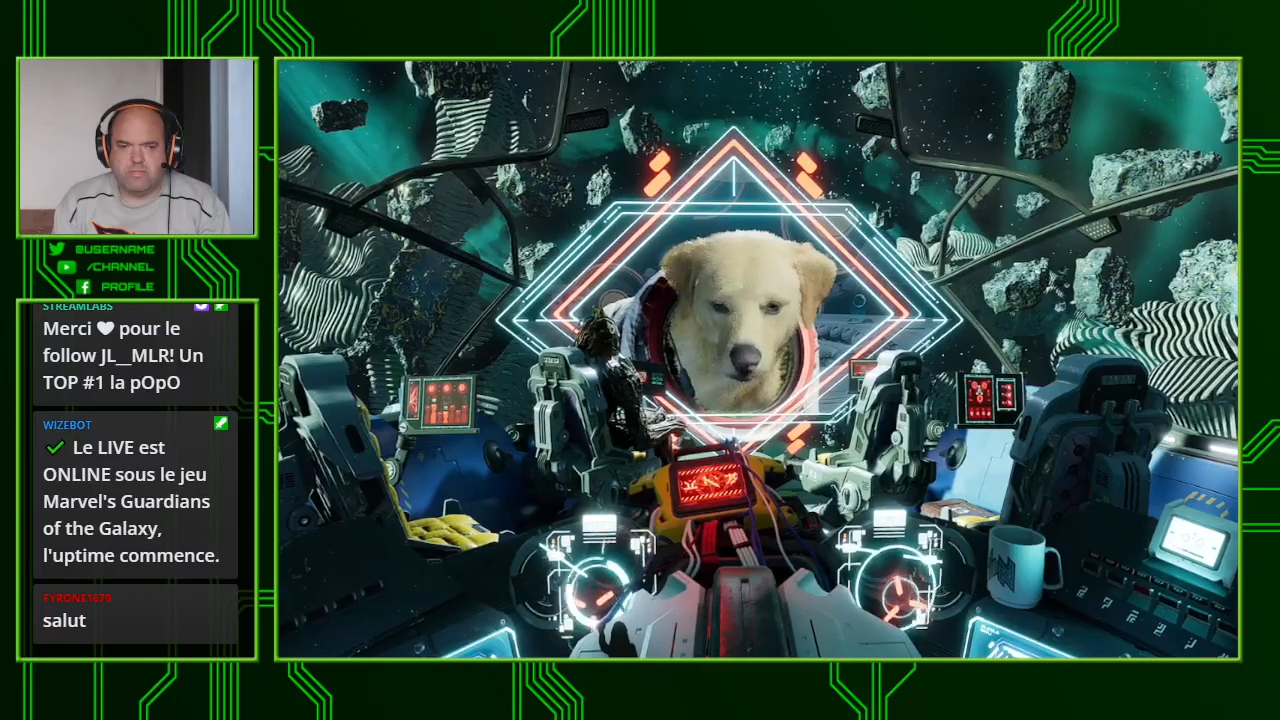 @USERNAME
/CHANNEL
PROFILE
STREAMLABS
Merci 🤍 pour le
follow JL__MLR! Un
TOP #1 la pOpO
WIZEBOT
✔ Le LIVE est
ONLINE sous le jeu
Marvel's Guardians
of the Galaxy,
l'uptime commence.
FYRONE1679
salut